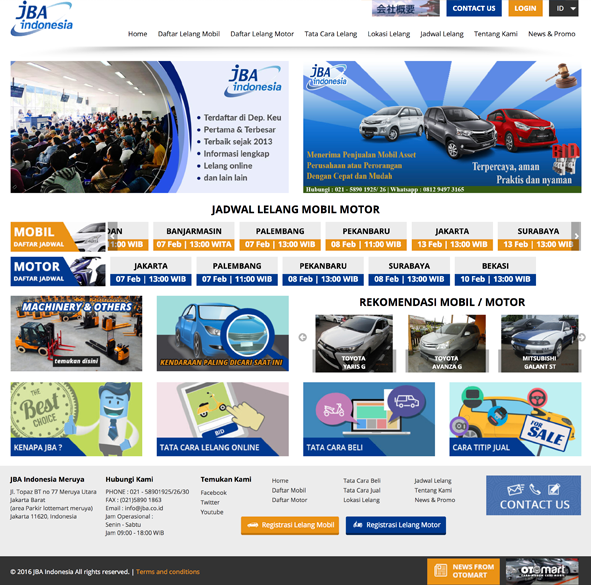 JBA
indonesia
会社概要
CONTACT US
LOGIN
ID
Home
Daftar Lelang Mobil
Daftar Lelang Motor
Tata Cara Lelang
Lokasi Lelang
Jadwal Lelang
Tentang Kami
News & Promo
JBA
indonesia
• Terdaftar di Dep. Keu
• Pertama & Terbesar
• Terbaik sejak 2013
• Informasi lengkap
• Lelang online
• dan lain lain
JBA
indonesia
Menerima Penjualan Mobil Asset
Perusahaan atau Perorangan
Dengan Cepat dan Mudah
Hubungi : 021 - 5890 1925/ 26 | Whatsapp : 0812 9497 3165
Terpercaya, aman
Praktis dan nyaman
BID
JADWAL LELANG MOBIL MOTOR
MOBIL
DAFTAR JADWAL
DAN
11:00 WIB
BANJARMASIN
07 Feb | 13:00 WITA
PALEMBANG
07 Feb | 13:00 WIB
PEKANBARU
08 Feb | 11:00 WIB
JAKARTA
13 Feb | 13:00 WIB
SURABAYA
13 Feb | 13:00 WIB
MOTOR
DAFTAR JADWAL
JAKARTA
07 Feb | 13:00 WIB
PALEMBANG
07 Feb | 11:00 WIB
PEKANBARU
08 Feb | 13:00 WIB
SURABAYA
08 Feb | 13:00 WIB
BEKASI
10 Feb | 13:00 WIB
MACHINERY & OTHERS
temukan disini
KENDARAAN PALING DICARI SAAT INI
REKOMENDASI MOBIL / MOTOR
TOYOTA
YARIS G
TOYOTA
AVANZA G
MITSUBISHI
GALANT ST
THE
Best
CHOICE
KENAPA JBA ?
BID
TATA CARA LELANG ONLINE
TATA CARA BELI
FOR
SALE
CARA TITIP JUAL
JBA Indonesia Meruya
Jl. Topaz BT no 77 Meruya Utara
Jakarta Barat
(area Parkir lottemart meruya)
Jakarta 11620, Indonesia
Hubungi Kami
PHONE : 021 - 58901925/26/30
FAX : (021)5890 1863
Email : info@jba.co.id
Jam Operasional :
Senin - Sabtu
Jam 09:00 - 18:00 WIB
Temukan Kami
Facebook
Twitter
Youtube
Home
Daftar Mobil
Daftar Motor
Tata Cara Beli
Tata Cara Jual
Lokasi Lelang
Jadwal Lelang
Tentang Kami
News & Promo
CONTACT US
Registrasi Lelang Mobil
Registrasi Lelang Motor
© 2016 JBA Indonesia All rights reserved. | Terms and conditions
NEWS FROM
OTOMART
OTOmart